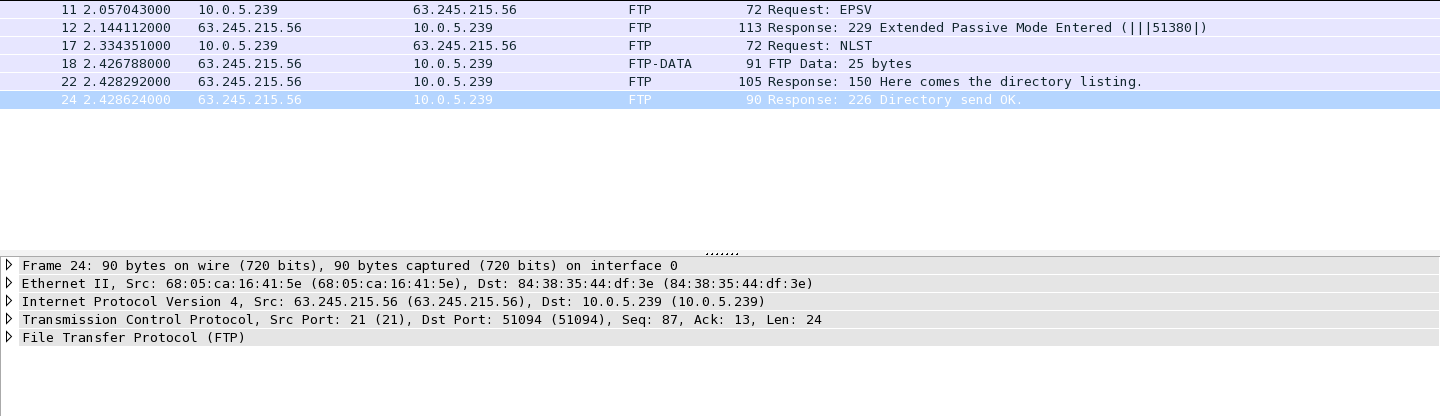 11 2.057043000 10.0.5.239 63.245.215.56 FTP 72 Request: EPSV
12 2.144112000 63.245.215.56 10.0.5.239 FTP 113 Response: 229 Extended Passive Mode Entered (|||51380|)
17 2.334351000 10.0.5.239 63.245.215.56 FTP 72 Request: NLST
18 2.426788000 63.245.215.56 10.0.5.239 FTP-DATA 91 FTP Data: 25 bytes
22 2.428292000 63.245.215.56 10.0.5.239 FTP 105 Response: 150 Here comes the directory listing.
24 2.428624000 63.245.215.56 10.0.5.239 FTP 90 Response: 226 Directory send OK.
Frame 24: 90 bytes on wire (720 bits), 90 bytes captured (720 bits) on interface 0
Ethernet II, Src: 68:05:ca:16:41:5e (68:05:ca:16:41:5e), Dst: 84:38:35:44:df:3e (84:38:35:44:df:3e)
Internet Protocol Version 4, Src: 63.245.215.56 (63.245.215.56), Dst: 10.0.5.239 (10.0.5.239)
Transmission Control Protocol, Src Port: 21 (21), Dst Port: 51094 (51094), Seq: 87, Ack: 13, Len: 24
File Transfer Protocol (FTP)